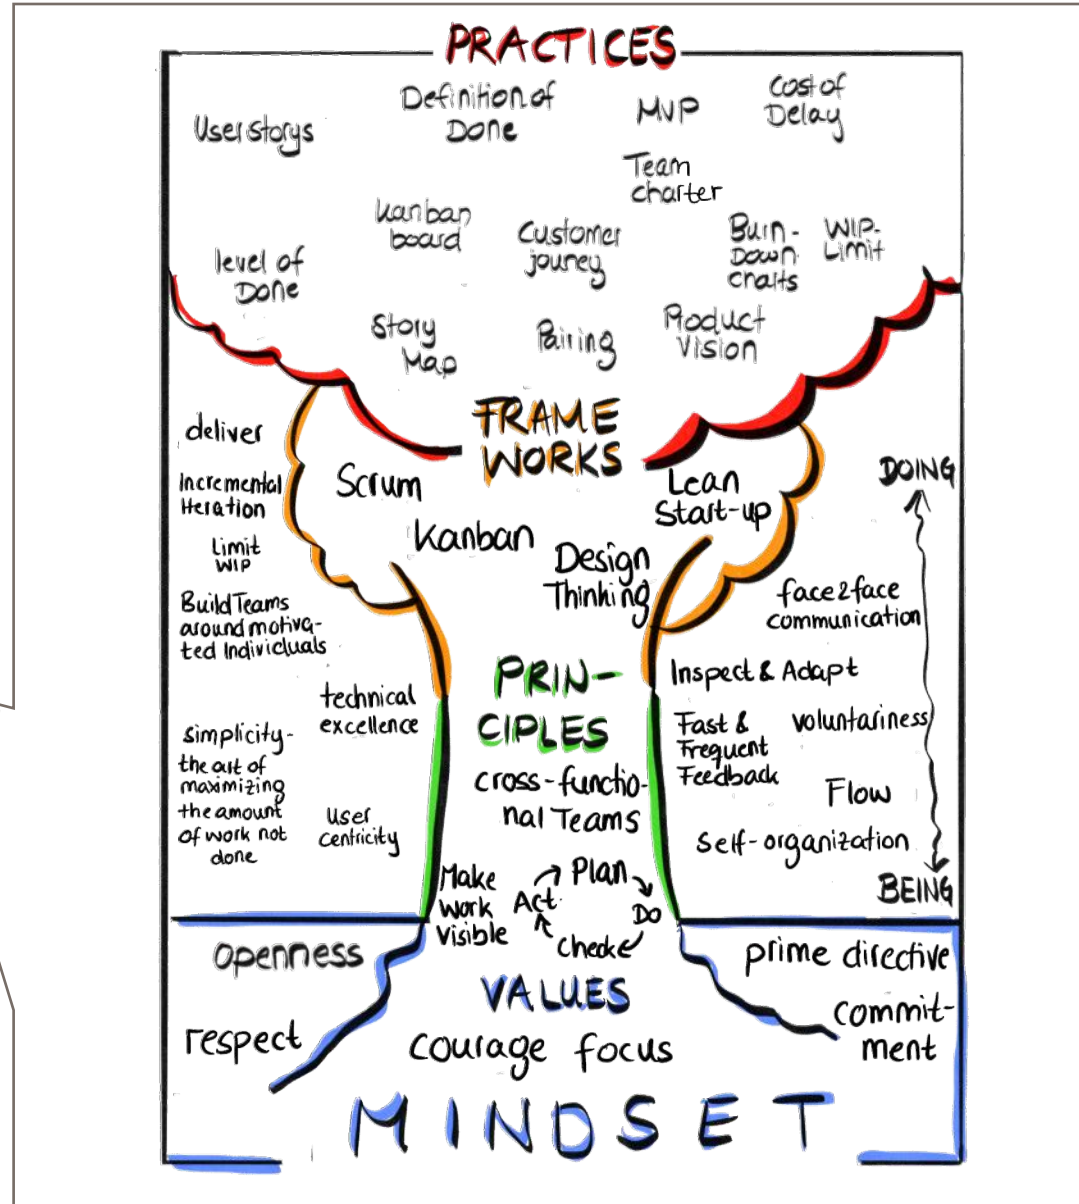 PRACTICES
User storys
Definition of
Done
MVP
Cost of
Delay
Team
charter
Kanban
board
Customer
jouney
Burn-
Down
charts
WIP-
Limit
level of
Done
Story
Map
Pairing
Product
Vision
FRAME
WORKS
Scrum
Kanban
Lean
Start-up
Design
Thinking
deliver
Incremental
Iteration
Limit
WIP
Build Teams
around motiva-
ted Individuals
technical
excellence
simplicity-
the art of
maximizing
the amount
of work not
done
User
centricity
PRIN-
CIPLES
cross-functio-
nal Teams
Make
Work
Visible
Plan
Do
Checke
Act
DOING
face2face
communication
Inspect & Adapt
Fast &
Frequent
Feedback
voluntariness
Flow
self-organization
BEING
openness
respect
VALUES
courage focus
prime directive
commit-
ment
MINDSET